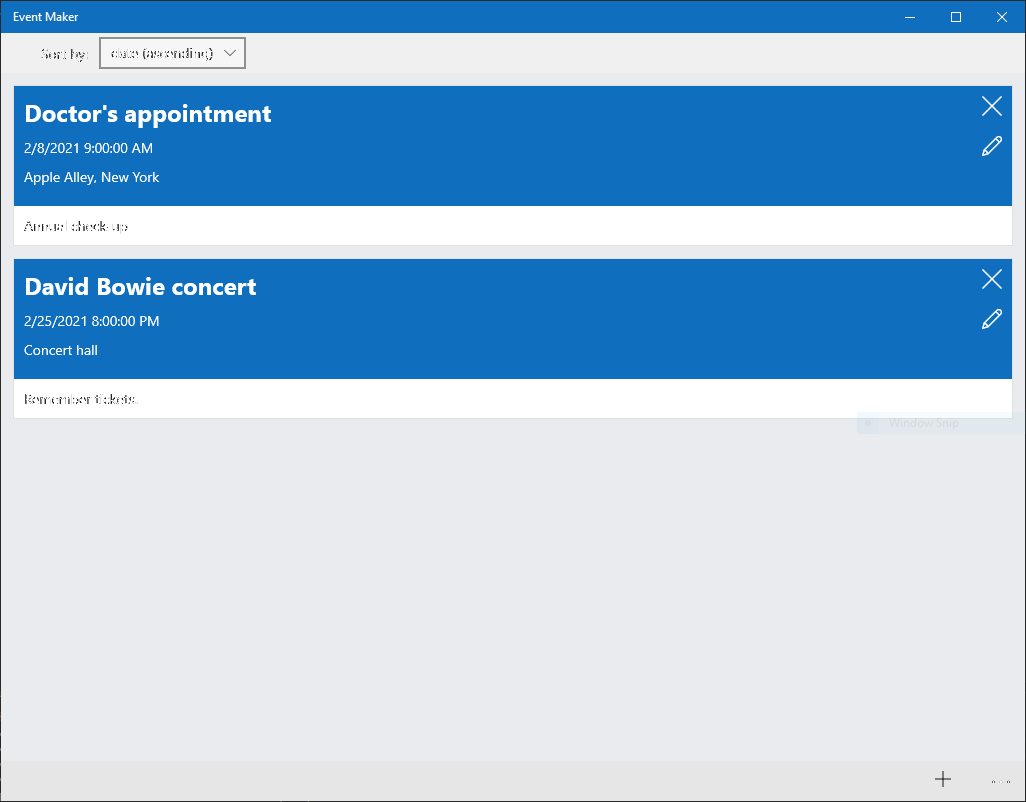 Event Maker
Sort by: date (ascending)
Doctor's appointment
2/8/2021 9:00:00 AM
Apple Alley, New York
Annual check-up
David Bowie concert
2/25/2021 8:00:00 PM
Concert hall
Remember tickets.
Window Snip